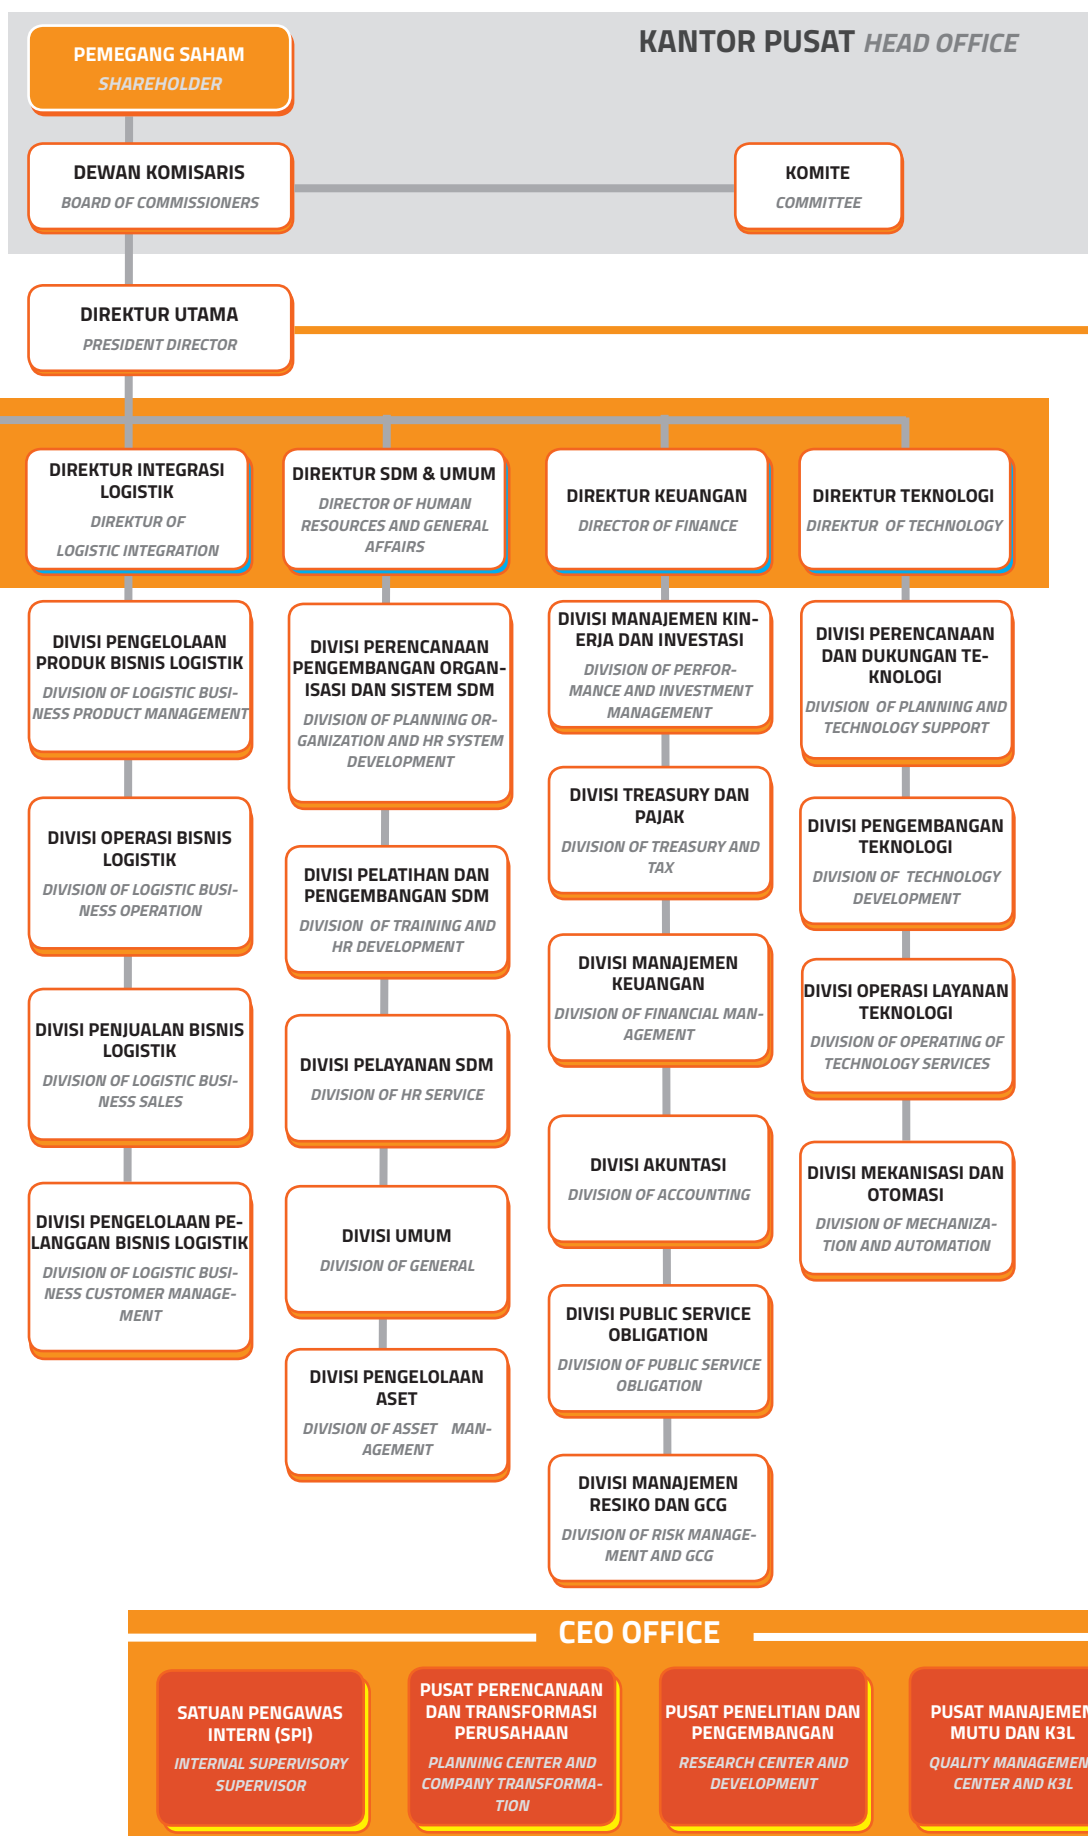 KANTOR PUSAT HEAD OFFICE
PEMEGANG SAHAM
SHAREHOLDER
DEWAN KOMISARIS
BOARD OF COMMISSIONERS
KOMITE
COMMITTEE
DIREKTUR UTAMA
PRESIDENT DIRECTOR
DIREKTUR INTEGRASI
LOGISTIK
DIREKTUR OF
LOGISTIC INTEGRATION
DIREKTUR SDM & UMUM
DIRECTOR OF HUMAN
RESOURCES AND GENERAL
AFFAIRS
DIREKTUR KEUANGAN
DIRECTOR OF FINANCE
DIREKTUR TEKNOLOGI
DIREKTUR OF TECHNOLOGY
DIVISI PENGELOLAAN
PRODUK BISNIS LOGISTIK
DIVISION OF LOGISTIC BUSI-
NESS PRODUCT MANAGEMENT
DIVISI OPERASI BISNIS
LOGISTIK
DIVISION OF LOGISTIC BUSI-
NESS OPERATION
DIVISI PENJUALAN BISNIS
LOGISTIK
DIVISION OF LOGISTIC BUSI-
NESS SALES
DIVISI PENGELOLAAN PE-
LANGGAN BISNIS LOGISTIK
DIVISION OF LOGISTIC BUSI-
NESS CUSTOMER MANAGE-
MENT
DIVISI PERENCANAAN
PENGEMBANGAN ORGAN-
ISASI DAN SISTEM SDM
DIVISION OF PLANNING OR-
GANIZATION AND HR SYSTEM
DEVELOPMENT
DIVISI PELATIHAN DAN
PENGEMBANGAN SDM
DIVISION OF TRAINING AND
HR DEVELOPMENT
DIVISI PELAYANAN SDM
DIVISION OF HR SERVICE
DIVISI UMUM
DIVISION OF GENERAL
DIVISI PENGELOLAAN
ASET
DIVISION OF ASSET MAN-
AGEMENT
DIVISI MANAJEMEN KIN-
ERJA DAN INVESTASI
DIVISION OF PERFOR-
MANCE AND INVESTMENT
MANAGEMENT
DIVISI TREASURY DAN
PAJAK
DIVISION OF TREASURY AND
TAX
DIVISI MANAJEMEN
KEUANGAN
DIVISION OF FINANCIAL MAN-
AGEMENT
DIVISI AKUNTASI
DIVISION OF ACCOUNTING
DIVISI PUBLIC SERVICE
OBLIGATION
DIVISION OF PUBLIC SERVICE
OBLIGATION
DIVISI MANAJEMEN
RESIKO DAN GCG
DIVISION OF RISK MANAGE-
MENT AND GCG
DIVISI PERENCANAAN
DAN DUKUNGAN TE-
KNOLOGI
DIVISION OF PLANNING AND
TECHNOLOGY SUPPORT
DIVISI PENGEMBANGAN
TEKNOLOGI
DIVISION OF TECHNOLOGY
DEVELOPMENT
DIVISI OPERASI LAYANAN
TEKNOLOGI
DIVISION OF OPERATING OF
TECHNOLOGY SERVICES
DIVISI MEKANISASI DAN
OTOMASI
DIVISION OF MECHANIZA-
TION AND AUTOMATION
CEO OFFICE
SATUAN PENGAWAS
INTERN (SPI)
INTERNAL SUPERVISORY
SUPERVISOR
PUSAT PERENCANAAN
DAN TRANSFORMASI
PERUSAHAAN
PLANNING CENTER AND
COMPANY TRANSFORMA-
TION
PUSAT PENELITIAN DAN
PENGEMBANGAN
RESEARCH CENTER AND
DEVELOPMENT
PUSAT MANAJEMEN
MUTU DAN K3L
QUALITY MANAGEMEN
CENTER AND K3L